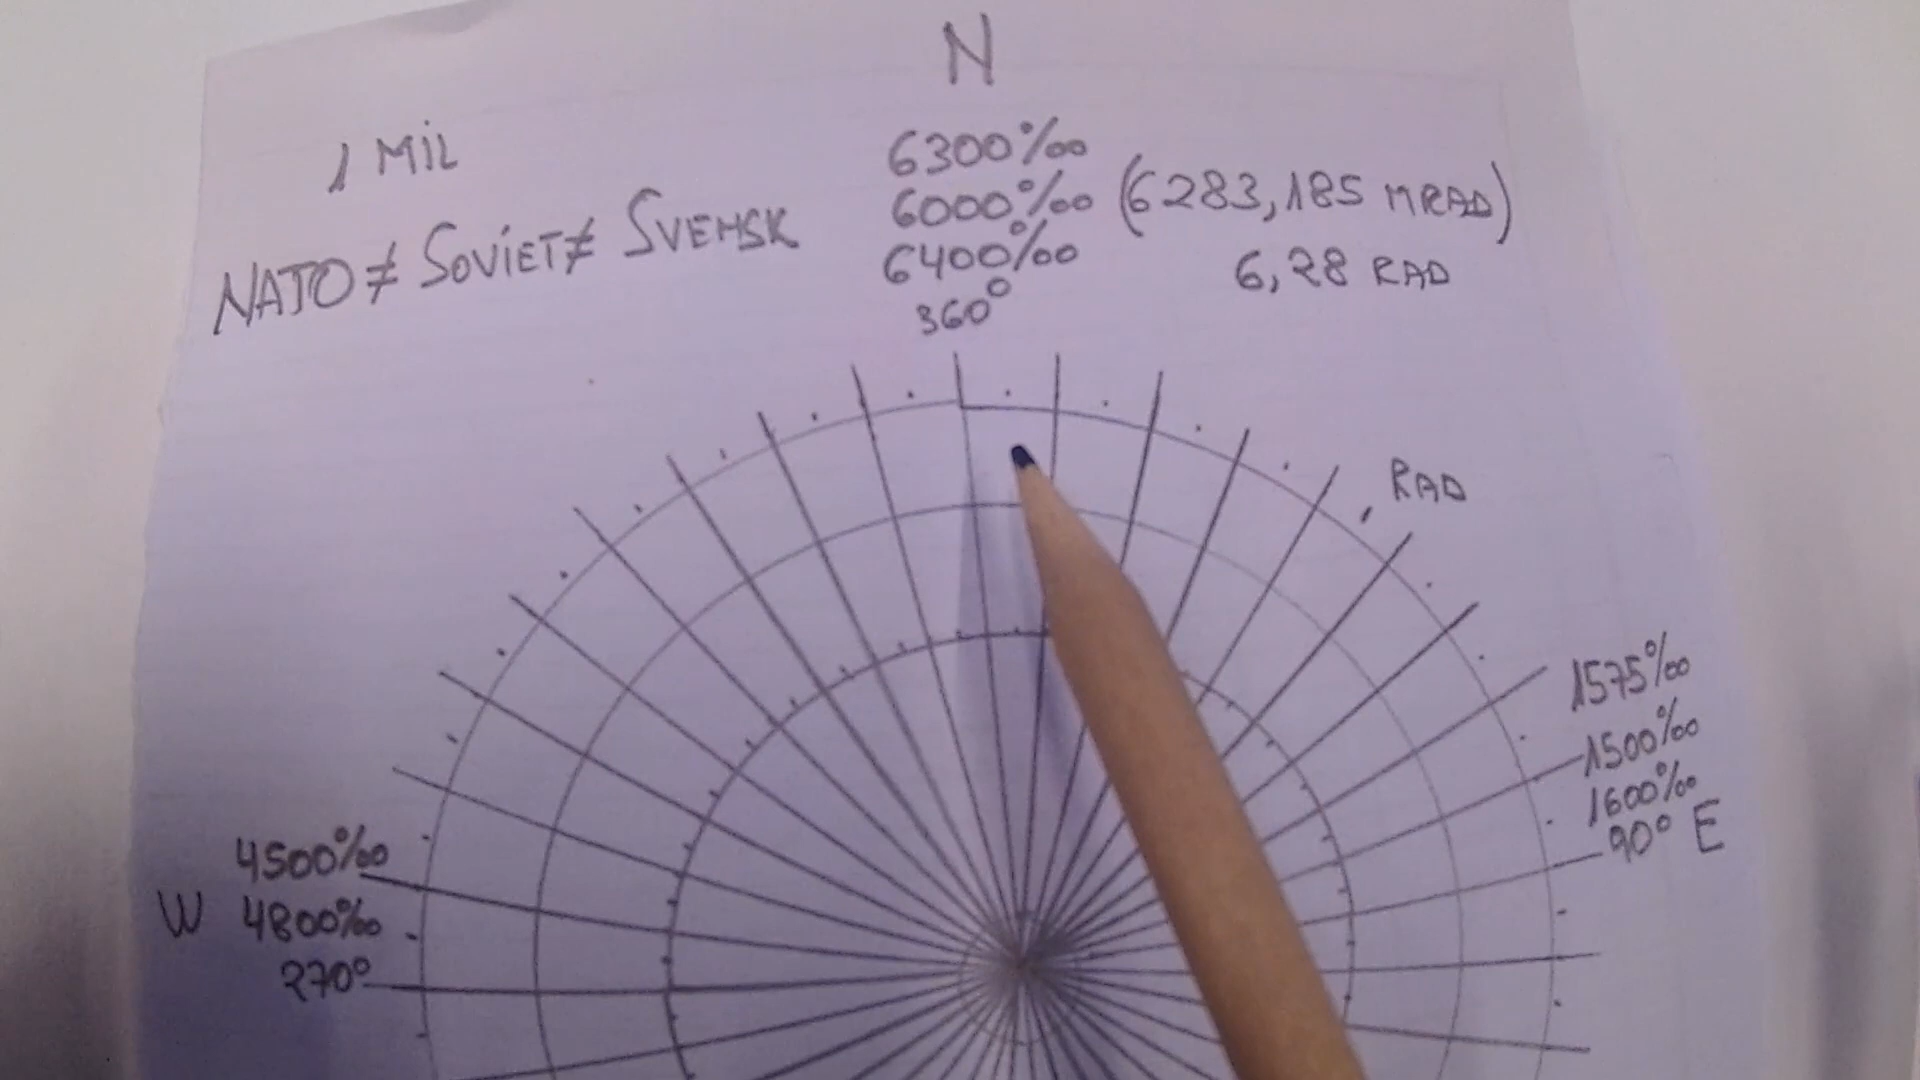 N
1 MiL
NATO ≠ SOViET ≠ SVENSK
6300‰
6000‰ (6283,185 MRAD)
6400‰ 6,28 RAD
360°
RAD
1575‰
1500‰
1600‰
90° E
4500‰
W 4800‰
270°